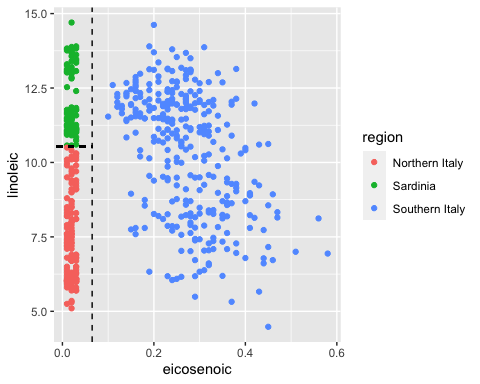 15.0
12.5
10.0
7.5
5.0
linoleic
0.0 0.2 0.4 0.6
eicosenoic
region
Northern Italy
Sardinia
Southern Italy